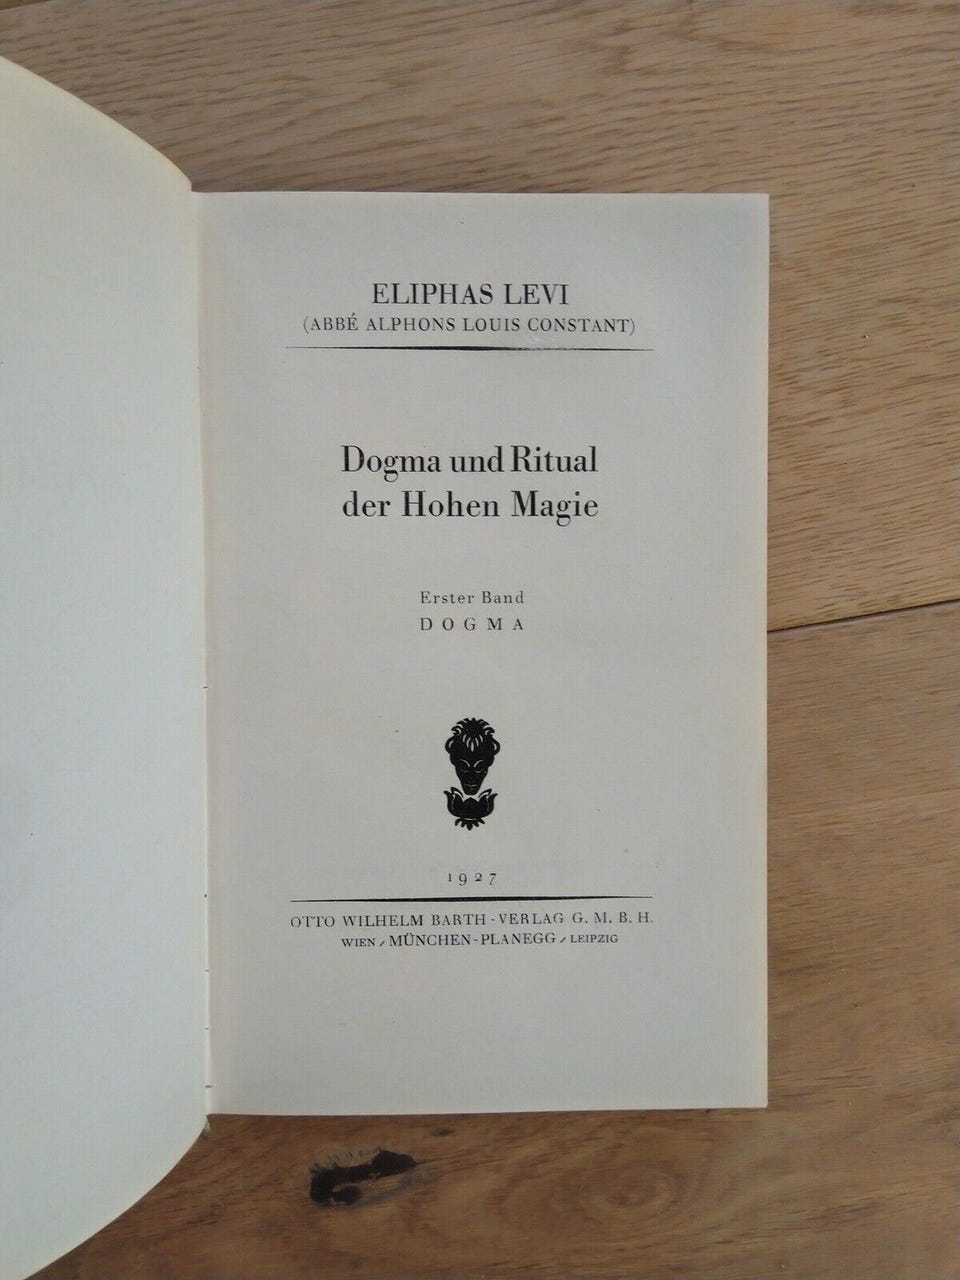 ELIPHAS LEVI
(ABBÉ ALPHONS LOUIS CONSTANT)
Dogma und Ritual
der Hohen Magie
Erster Band
DOGMA
1927
OTTO WILHELM BARTH-VERLAG G. M. B. H.
WIEN / MÜNCHEN-PLANEGG / LEIPZIG